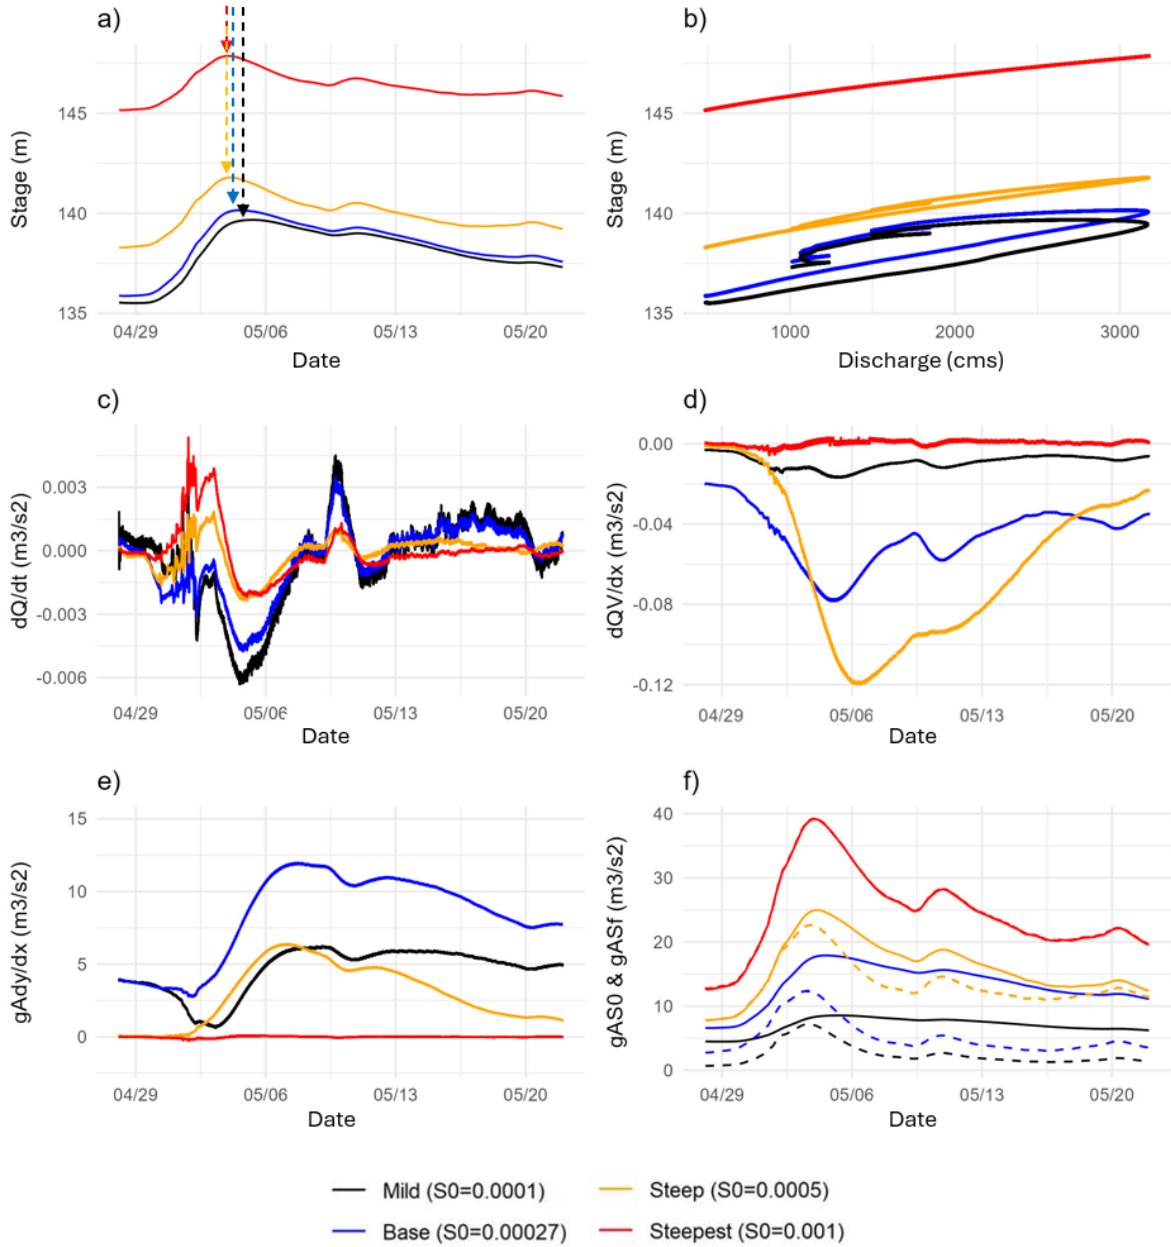 a)
b)
Stage (m)
145
140
135
04/29
05/06
05/13
05/20
Date
Stage (m)
145
140
135
1000
2000
3000
Discharge (cms)
c)
d)
dQ/dt (m3/s2)
0.003
0.000
-0.003
-0.006
04/29
05/06
05/13
05/20
Date
dQV/dx (m3/s2)
0.00
-0.04
-0.08
-0.12
04/29
05/06
05/13
05/20
Date
e)
f)
gAdy/dx (m3/s2)
15
10
5
0
04/29
05/06
05/13
05/20
Date
gAS0 & gASf (m3/s2)
40
30
20
10
0
04/29
05/06
05/13
05/20
Date
Mild (S0=0.0001)
Steep (S0=0.0005)
Base (S0=0.00027)
Steepest (S0=0.001)